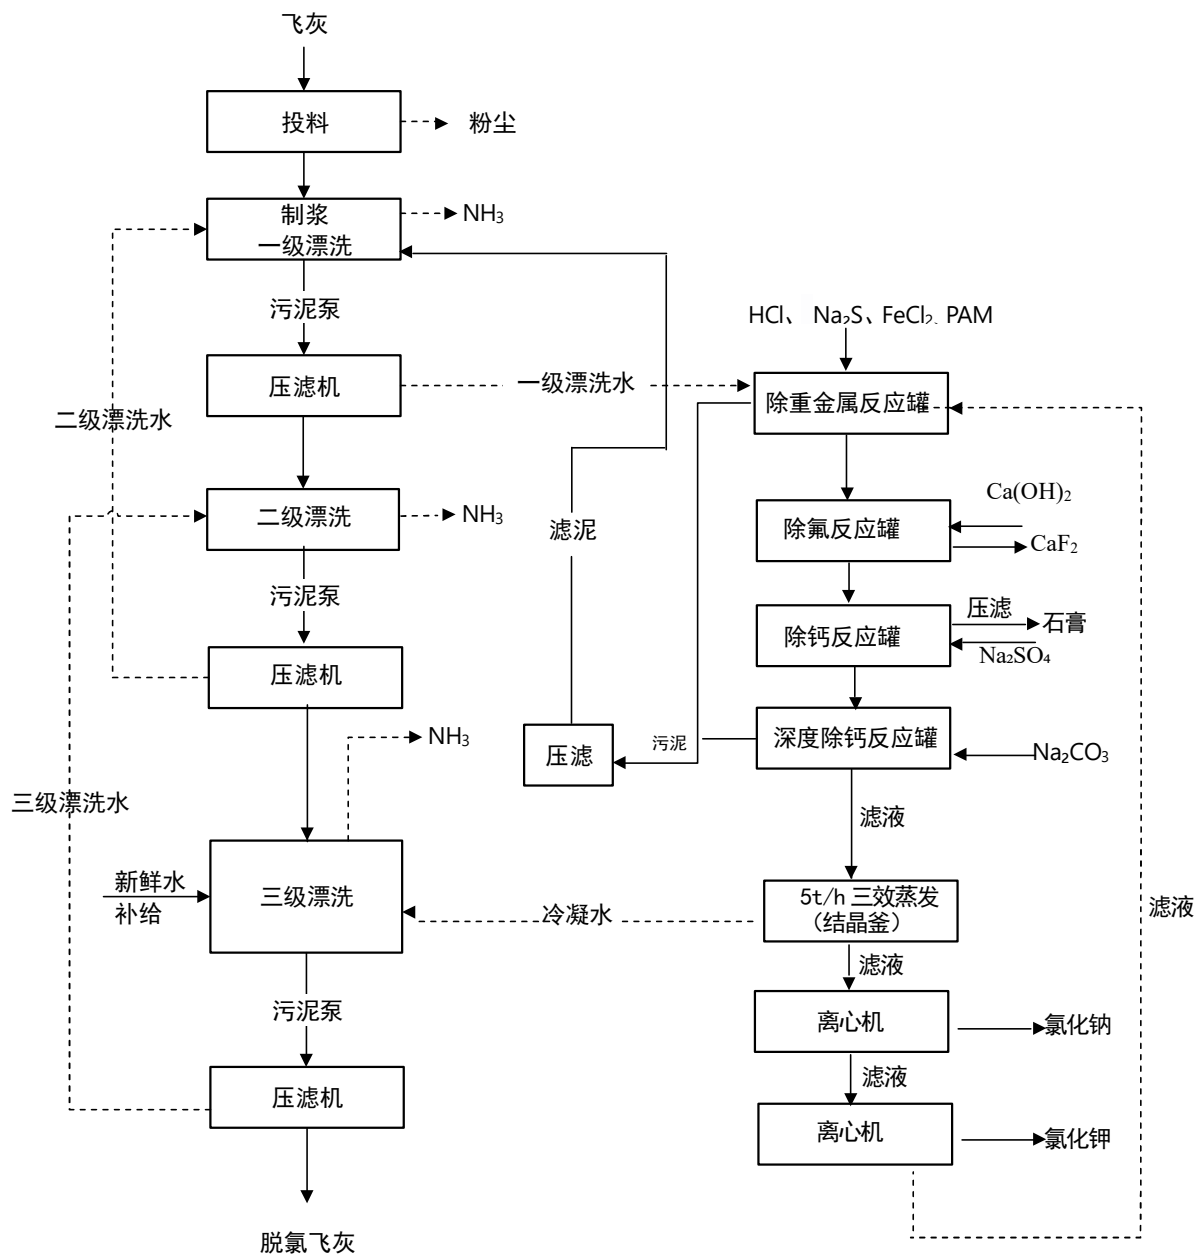 飞灰
投料
粉尘
制浆
一级漂洗
NH₃
污泥泵
HCl、 Na₂S、FeCl₂、PAM
压滤机
一级漂洗水
除重金属反应罐
二级漂洗水
Ca(OH)₂
二级漂洗
NH₃
滤泥
除氟反应罐
CaF₂
污泥泵
压滤
除钙反应罐
石膏
Na₂SO₄
压滤机
NH₃
压滤
污泥
深度除钙反应罐
Na₂CO₃
三级漂洗水
滤液
新鲜水
补给
三级漂洗
冷凝水
5t/h 三效蒸发
（结晶釜）
滤液
滤液
污泥泵
离心机
氯化钠
滤液
压滤机
离心机
氯化钾
脱氯飞灰